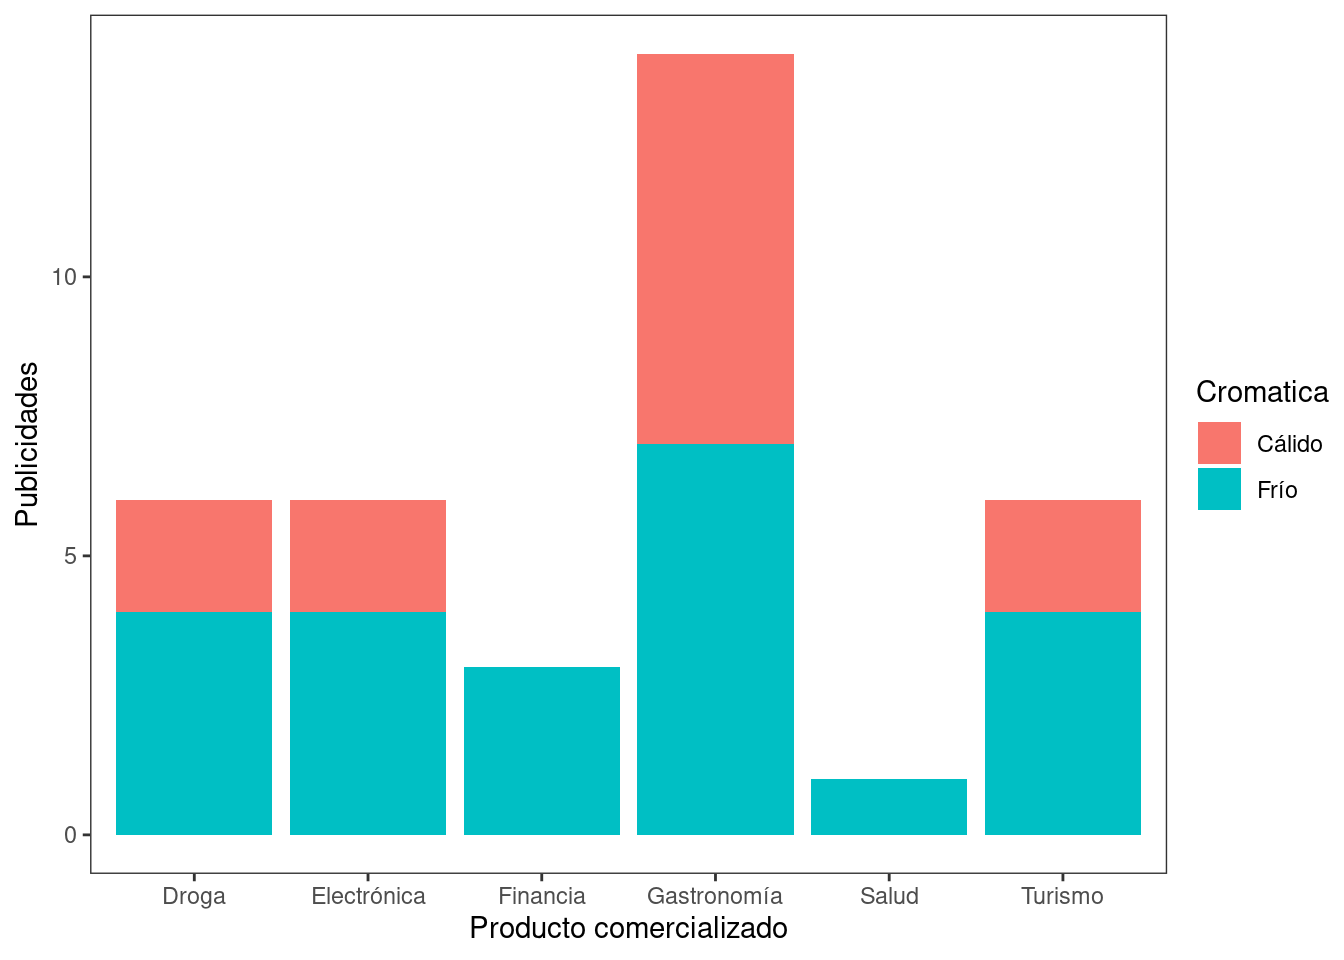 Publicidades
10
5
0
Droga
Electrónica
Financia
Gastronomía
Salud
Turismo
Producto comercializado
Cromatica
Cálido
Frío